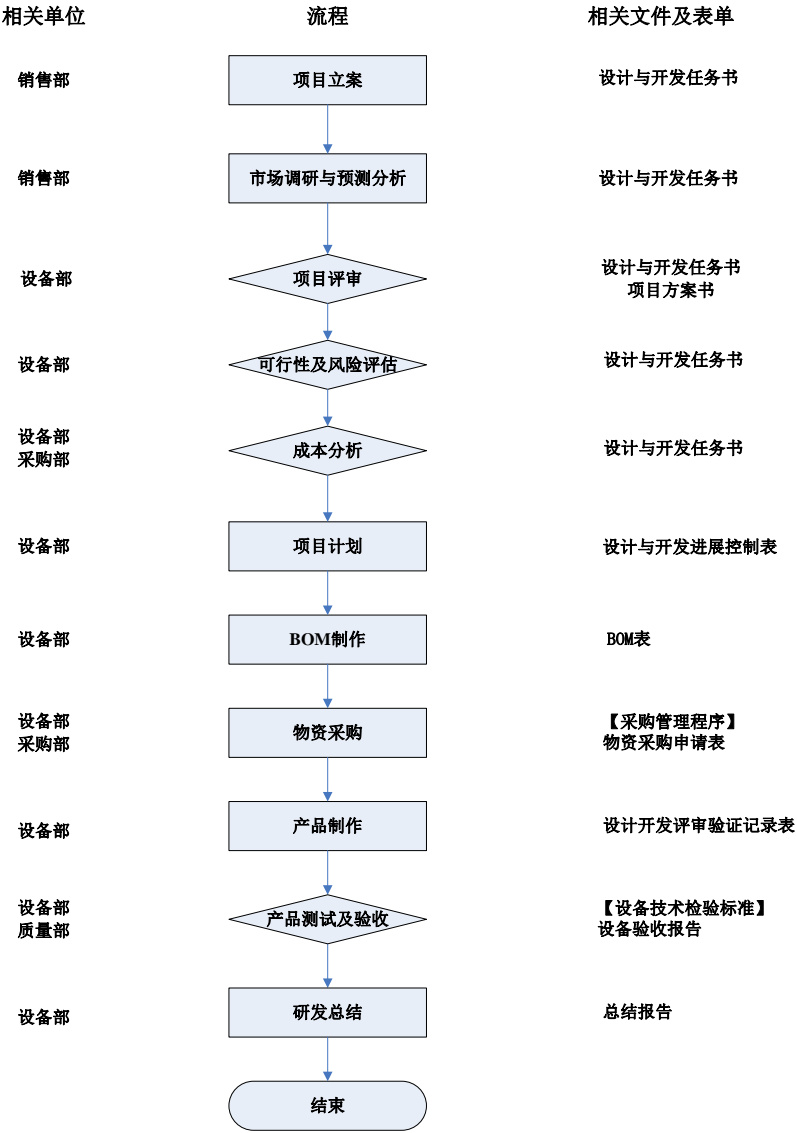 相关单位 流程 相关文件及表单
销售部 项目立案 设计与开发任务书
销售部 市场调研与预测分析 设计与开发任务书
设备部 项目评审 设计与开发任务书
项目方案书
设备部 可行性及风险评估 设计与开发任务书
设备部
采购部 成本分析 设计与开发任务书
设备部 项目计划 设计与开发进展控制表
设备部 BOM制作 BOM表
设备部
采购部 物资采购 【采购管理程序】
物资采购申请表
设备部 产品制作 设计开发评审验证记录表
设备部
质量部 产品测试及验收 【设备技术检验标准】
设备验收报告
设备部 研发总结 总结报告
结束